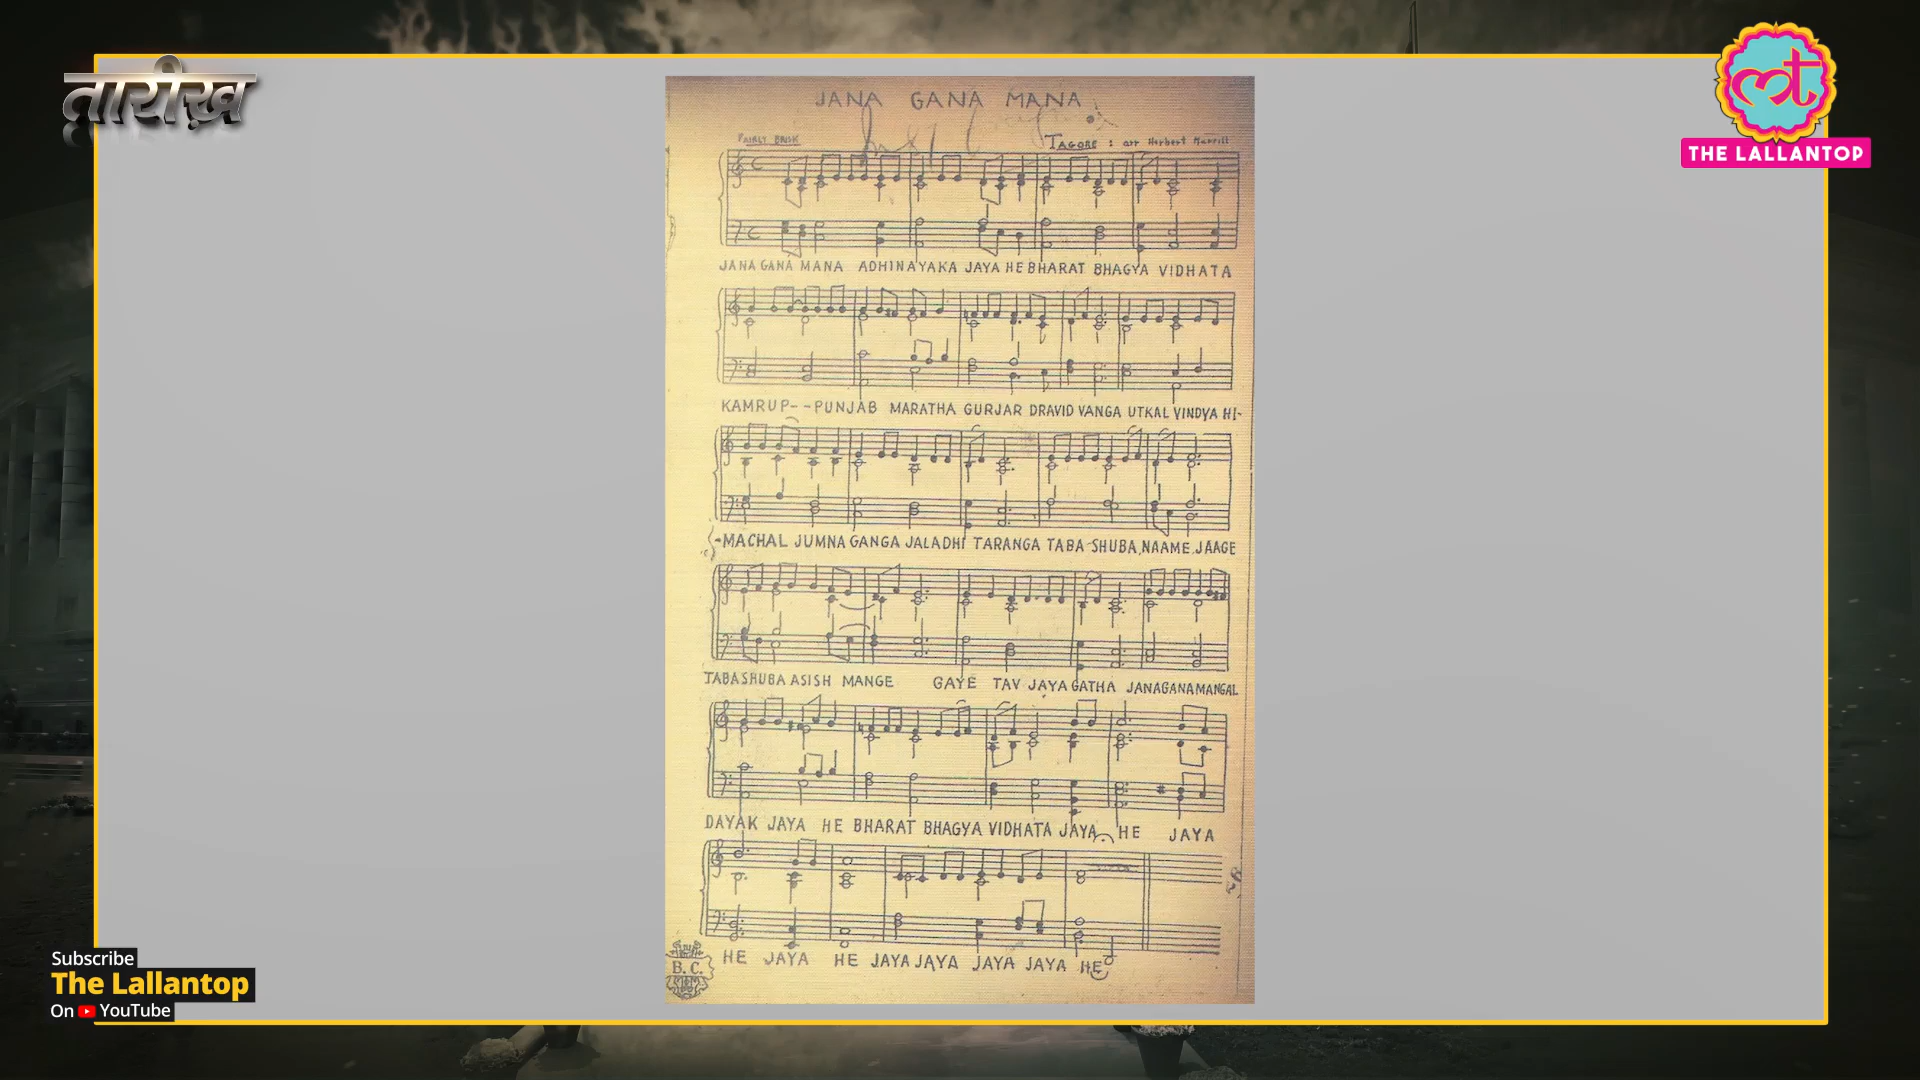 तारीख़
THE LALLANTOP
JANA GANA MANA
FAIRLY BRISK
TAGORE : arr Herbert Murrill
JANA GANA MANA ADHINAYAKA JAYA HE BHARAT BHAGYA VIDHATA
KAMRUP--PUNJAB MARATHA GURJAR DRAVID VANGA UTKAL VINDYA HI-
-MACHAL JUMNA GANGA JALADHI TARANGA TABA SHUBA NAAME JAAGE
TABA SHUBA ASISH MANGE GAYE TAV JAYA GATHA JANAGANAMANGAL
DAYAK JAYA HE BHARAT BHAGYA VIDHATA JAYA HE JAYA
HE JAYA HE JAYA JAYA JAYA JAYA HE
B. C.
Subscribe
The Lallantop
On YouTube